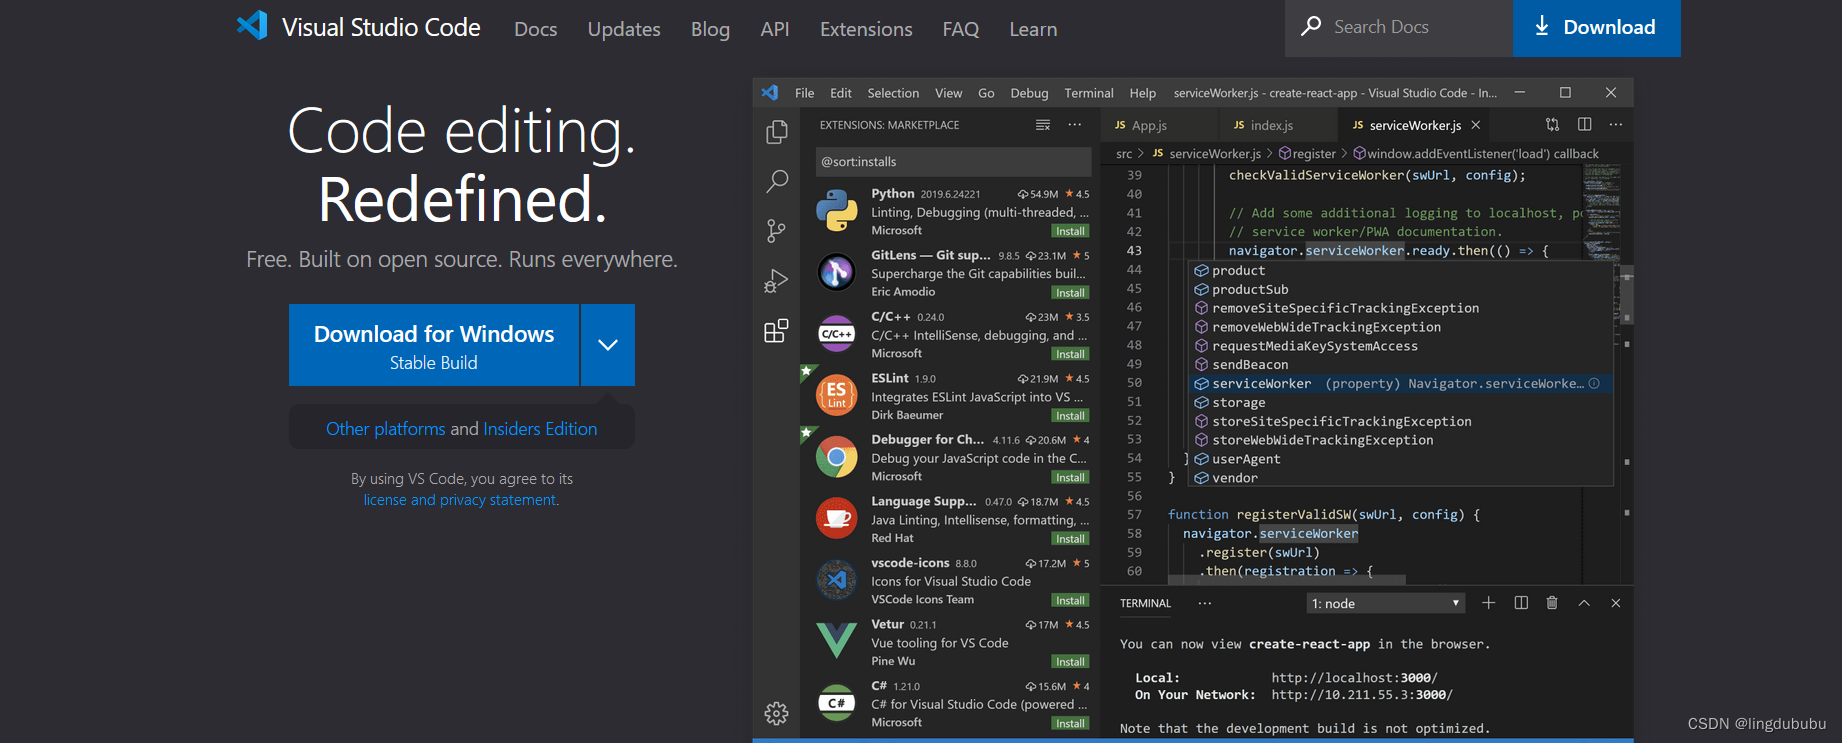 Visual Studio Code Docs Updates Blog API Extensions FAQ Learn Search Docs Download
Code editing.
Redefined.
Free. Built on open source. Runs everywhere.
Download for Windows
Stable Build
Other platforms and Insiders Edition
By using VS Code, you agree to its
license and privacy statement.
File Edit Selection View Go Debug Terminal Help serviceWorker.js - create-react-app - Visual Studio Code - In...
EXTENSIONS: MARKETPLACE
@sort:installs
Python 2019.6.24221 54.9M ★ 4.5
Linting, Debugging (multi-threaded, ...
Microsoft Install
GitLens — Git sup... 9.8.5 23.1M ★ 5
Supercharge the Git capabilities buil...
Eric Amodio Install
C/C++ 0.24.0 23M ★ 3.5
C/C++ IntelliSense, debugging, and ...
C/C++
Microsoft Install
ESLint 1.9.0 21.9M ★ 4.5
Integrates ESLint JavaScript into VS ...
ES
Lint
Dirk Baeumer Install
Debugger for Ch... 4.11.6 20.6M ★ 4
Debug your JavaScript code in the C...
Microsoft Install
Language Supp... 0.47.0 18.7M ★ 4.5
Java Linting, Intellisense, formatting, ...
Red Hat Install
vscode-icons 8.8.0 17.2M ★ 5
Icons for Visual Studio Code
VSCode Icons Team Install
Vetur 0.21.1 17M ★ 4.5
Vue tooling for VS Code
Pine Wu Install
C# 1.21.0 15.6M ★ 4
C# for Visual Studio Code (powered ...
C#
Microsoft Install
JS App.js JS index.js JS serviceWorker.js
src > JS serviceWorker.js > register > window.addEventListener('load') callback
39 checkValidServiceWorker(swUrl, config);
40
41 // Add some additional logging to localhost, po
42 // service worker/PWA documentation.
43 navigator.serviceWorker.ready.then(() => {
44 product
45 productSub
46 removeSiteSpecificTrackingException
47 removeWebWideTrackingException
48 requestMediaKeySystemAccess
49 sendBeacon
50 serviceWorker (property) Navigator.serviceWorke...
51 storage
52 storeSiteSpecificTrackingException
53 storeWebWideTrackingException
54 } userAgent
55 } vendor
56
57 function registerValidSW(swUrl, config) {
58 navigator.serviceWorker
59 .register(swUrl)
60 .then(registration => {
TERMINAL ... 1: node
You can now view create-react-app in the browser.
Local: http://localhost:3000/
On Your Network: http://10.211.55.3:3000/
Note that the development build is not optimized.
CSDN @lingdububu